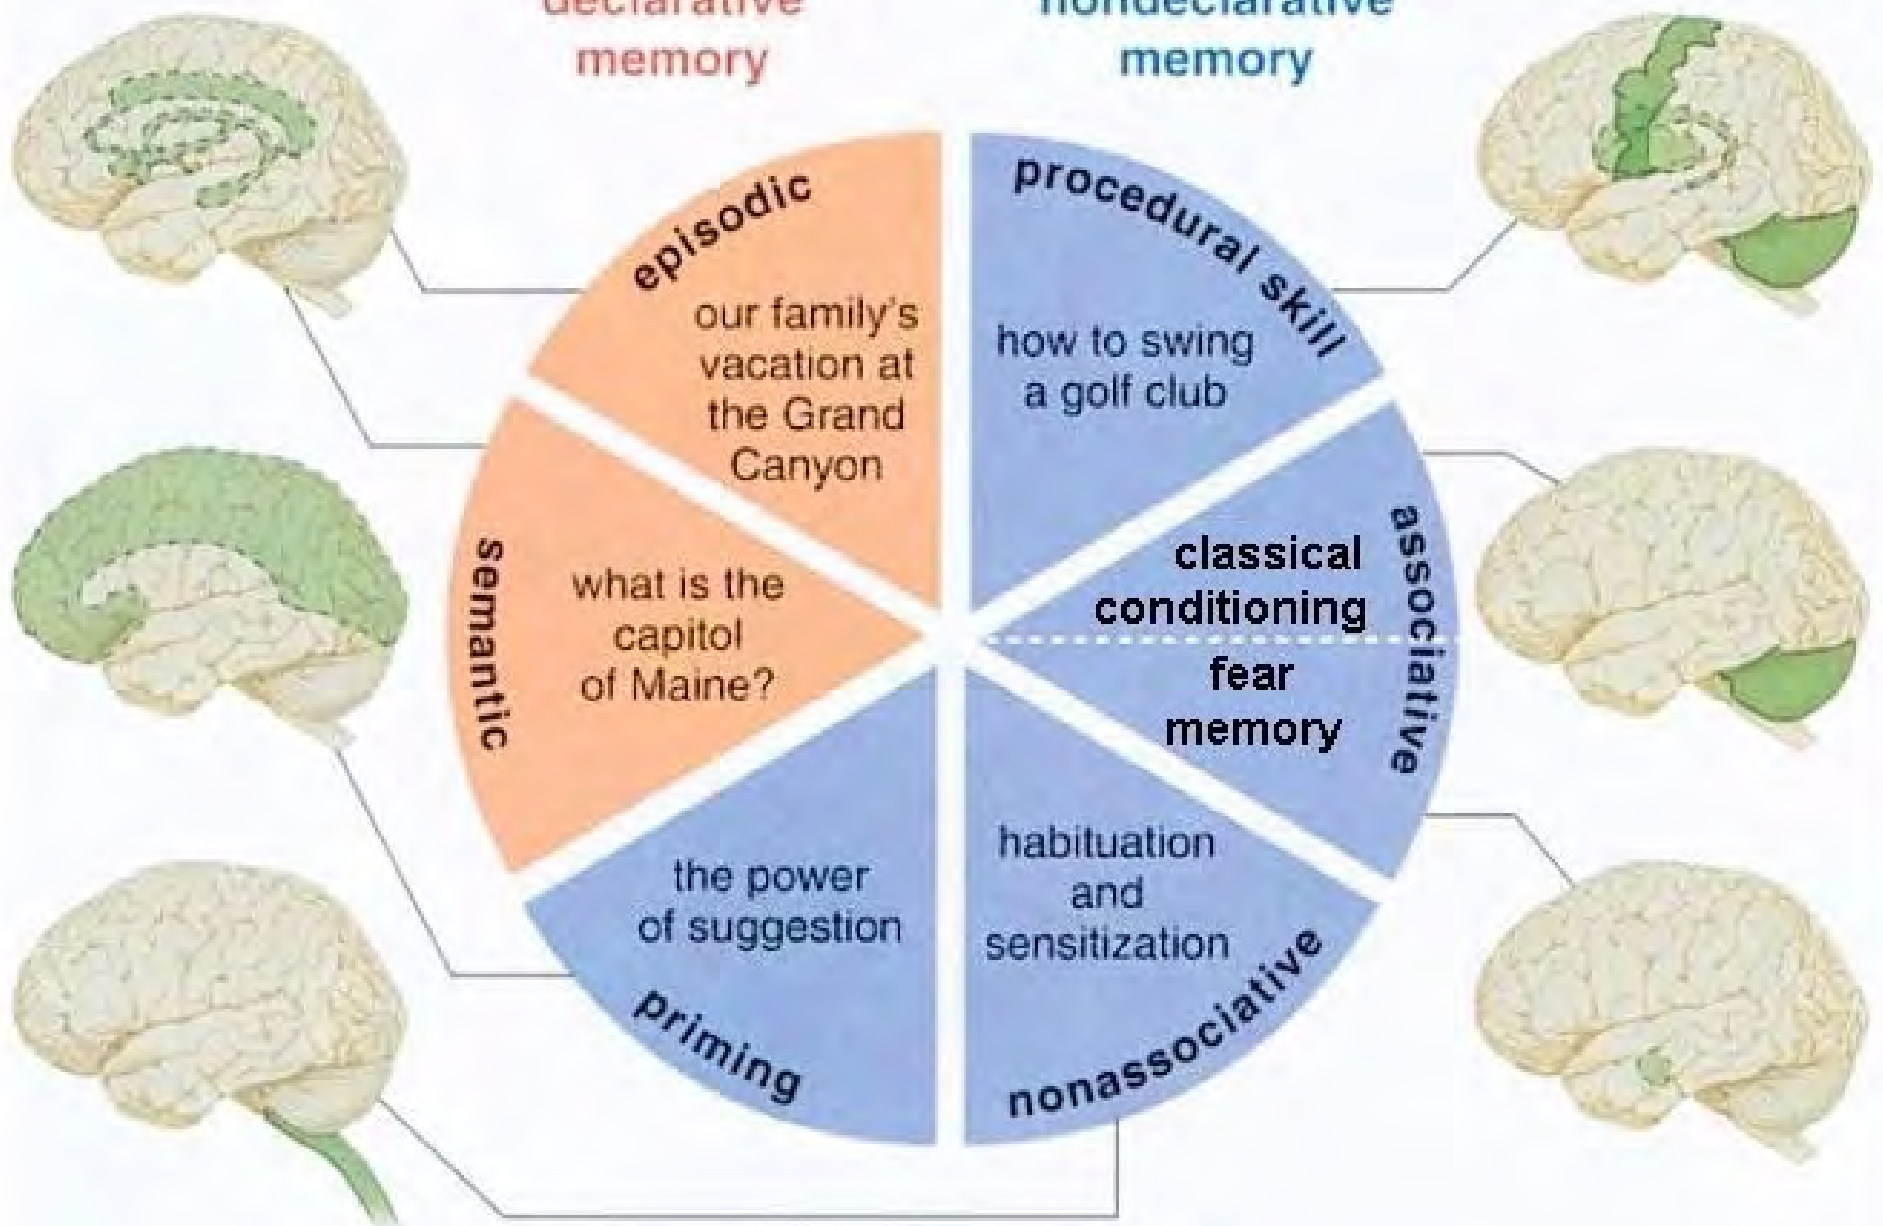 declarative
memory
nondeclarative
memory
episodic
our family's
vacation at
the Grand
Canyon
procedural skill
how to swing
a golf club
semantic
what is the
capitol
of Maine?
associative
classical
conditioning
fear
memory
the power
of suggestion
priming
habituation
and
sensitization
nonassociative